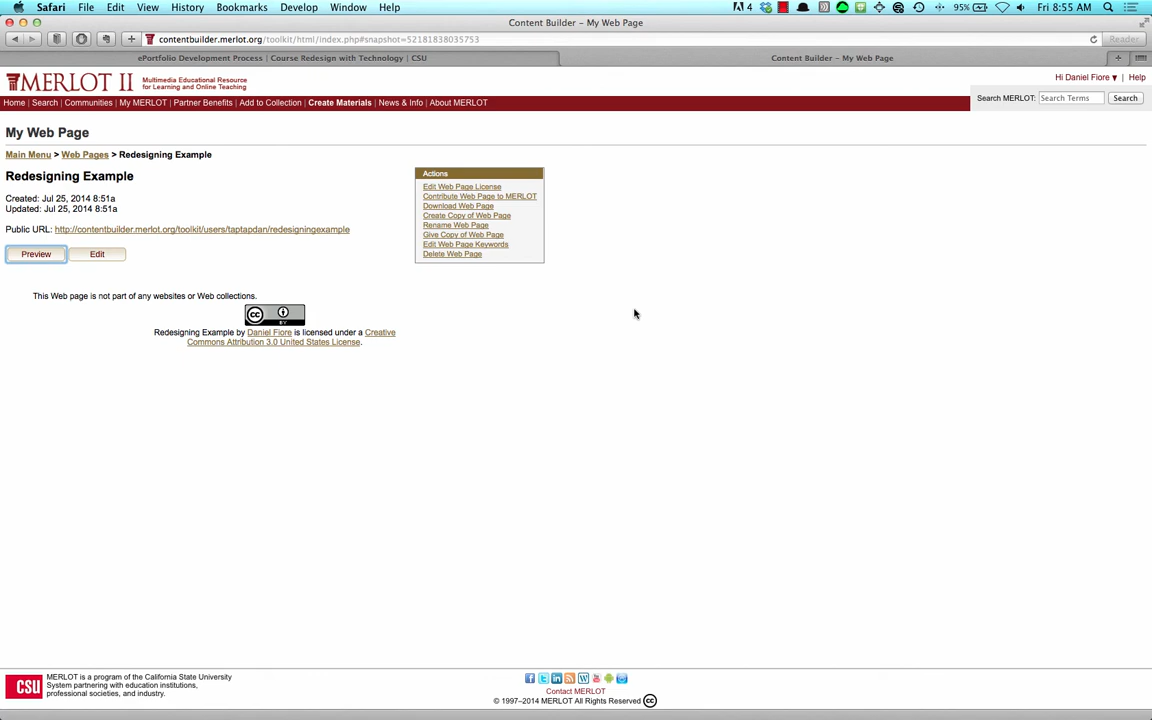 Safari File Edit View History Bookmarks Develop Window Help
4 95% Fri 8:55 AM
Content Builder – My Web Page
contentbuilder.merlot.org/toolkit/html/index.php#snapshot=52181838035753
Reader
ePortfolio Development Process | Course Redesign with Technology | CSU
Content Builder – My Web Page
MERLOT II
Multimedia Educational Resource
for Learning and Online Teaching
Hi Daniel Fiore ▼ | Help
Home | Search | Communities | My MERLOT | Partner Benefits | Add to Collection | Create Materials | News & Info | About MERLOT
Search MERLOT: Search Terms Search
My Web Page
Main Menu > Web Pages > Redesigning Example
Redesigning Example
Created: Jul 25, 2014 8:51a
Updated: Jul 25, 2014 8:51a
Public URL: http://contentbuilder.merlot.org/toolkit/users/taptapdan/redesigningexample
Preview Edit
Actions
Edit Web Page License
Contribute Web Page to MERLOT
Download Web Page
Create Copy of Web Page
Rename Web Page
Give Copy of Web Page
Edit Web Page Keywords
Delete Web Page
This Web page is not part of any websites or Web collections.
cc
BY
Redesigning Example by Daniel Fiore is licensed under a Creative
Commons Attribution 3.0 United States License.
CSU
MERLOT is a program of the California State University
System partnering with education institutions,
professional societies, and industry.
Contact MERLOT
© 1997–2014 MERLOT All Rights Reserved cc